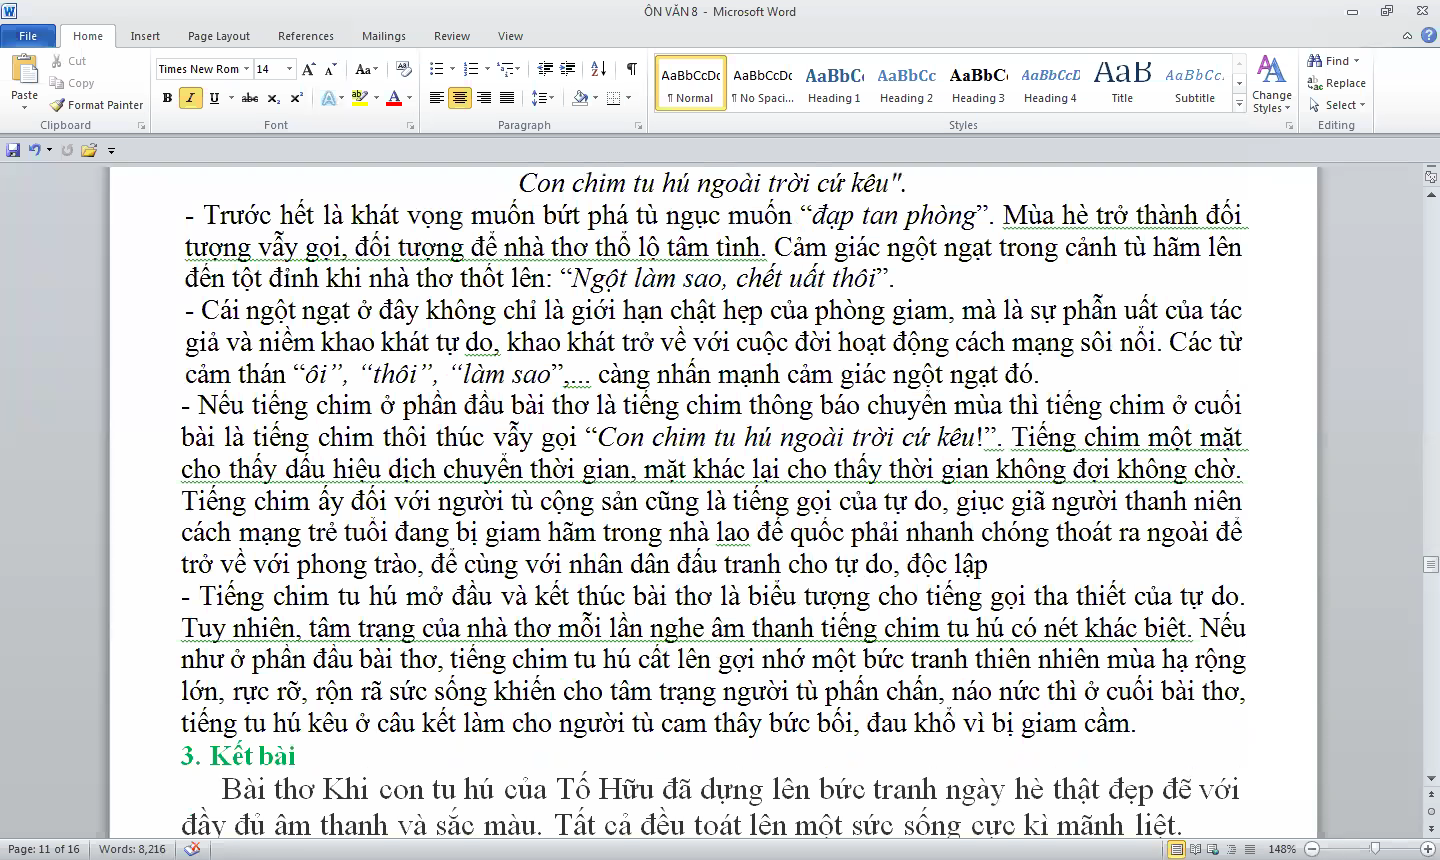 ÔN VĂN 8 - Microsoft Word
File Home Insert Page Layout References Mailings Review View
Paste Cut Copy Format Painter Clipboard
Times New Rom 14 Aa B I U abc x₂ x² A A Font
Paragraph
AaBbCcDc AaBbCcDc AaBbCc AaBbCc AaBbCc AaBbCcD AaB AaBbCc.
¶ Normal ¶ No Spaci... Heading 1 Heading 2 Heading 3 Heading 4 Title Subtitle Change Styles Styles
Find Replace Select Editing
Con chim tu hú ngoài trời cứ kêu".
- Trước hết là khát vọng muốn bứt phá tù ngục muốn “đạp tan phòng”. Mùa hè trở thành đối
tượng vẫy gọi, đối tượng để nhà thơ thổ lộ tâm tình. Cảm giác ngột ngạt trong cảnh tù hãm lên
đến tột đỉnh khi nhà thơ thốt lên: “Ngột làm sao, chết uất thôi”.
- Cái ngột ngạt ở đây không chỉ là giới hạn chật hẹp của phòng giam, mà là sự phẫn uất của tác
giả và niềm khao khát tự do, khao khát trở về với cuộc đời hoạt động cách mạng sôi nổi. Các từ
cảm thán “ôi”, “thôi”, “làm sao”,... càng nhấn mạnh cảm giác ngột ngạt đó.
- Nếu tiếng chim ở phần đầu bài thơ là tiếng chim thông báo chuyển mùa thì tiếng chim ở cuối
bài là tiếng chim thôi thúc vẫy gọi “Con chim tu hú ngoài trời cứ kêu!”. Tiếng chim một mặt
cho thấy dấu hiệu dịch chuyển thời gian, mặt khác lại cho thấy thời gian không đợi không chờ.
Tiếng chim ấy đối với người tù cộng sản cũng là tiếng gọi của tự do, giục giã người thanh niên
cách mạng trẻ tuổi đang bị giam hãm trong nhà lao đế quốc phải nhanh chóng thoát ra ngoài để
trở về với phong trào, để cùng với nhân dân đấu tranh cho tự do, độc lập
- Tiếng chim tu hú mở đầu và kết thúc bài thơ là biểu tượng cho tiếng gọi tha thiết của tự do.
Tuy nhiên, tâm trạng của nhà thơ mỗi lần nghe âm thanh tiếng chim tu hú có nét khác biệt. Nếu
như ở phần đầu bài thơ, tiếng chim tu hú cất lên gợi nhớ một bức tranh thiên nhiên mùa hạ rộng
lớn, rực rỡ, rộn rã sức sống khiến cho tâm trạng người tù phấn chấn, náo nức thì ở cuối bài thơ,
tiếng tu hú kêu ở câu kết làm cho người tù cam thây bức bối, đau khổ vì bị giam cầm.
3. Kết bài
Bài thơ Khi con tu hú của Tố Hữu đã dựng lên bức tranh ngày hè thật đẹp đẽ với
đầy đủ âm thanh và sắc màu. Tất cả đều toát lên một sức sống cực kì mãnh liệt.
Page: 11 of 16 Words: 8,216 148%